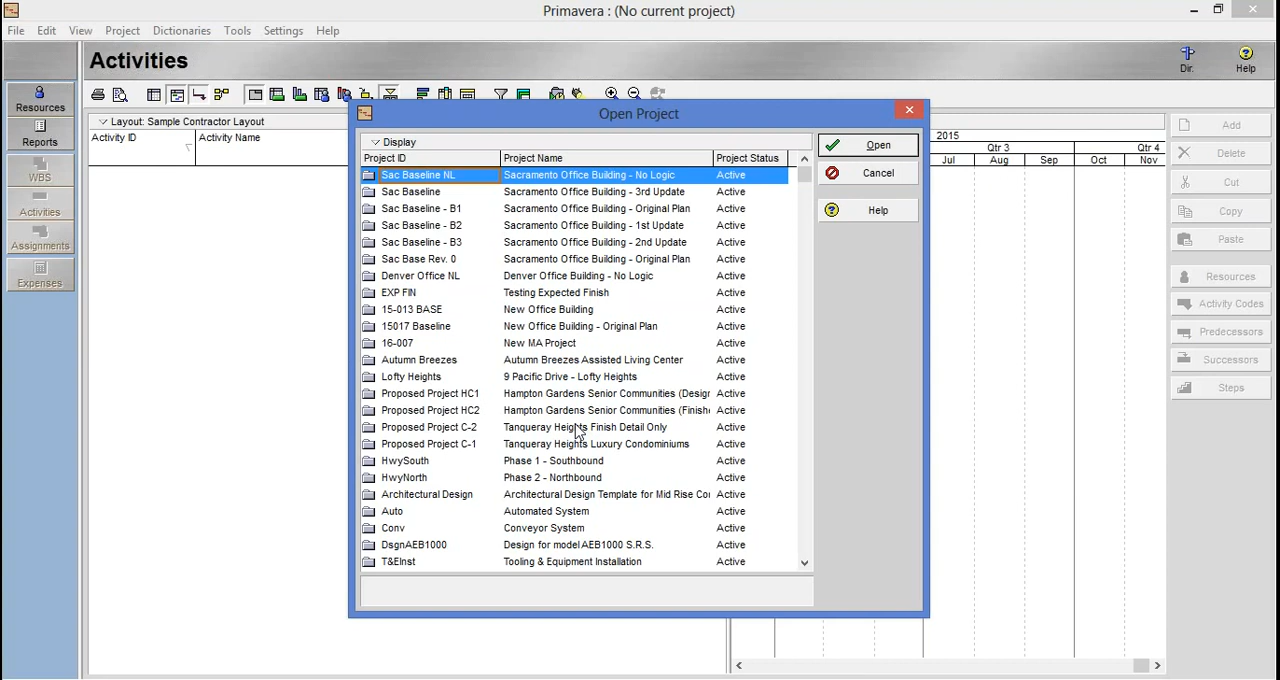 Primavera : (No current project)
File Edit View Project Dictionaries Tools Settings Help
Activities
Dir. Help
Resources
Reports
WBS
Activities
Assignments
Expenses
Layout: Sample Contractor Layout
Activity ID Activity Name
2015
Qtr 3 Qtr 4
Jul Aug Sep Oct Nov
Open Project
Display
Project ID Project Name Project Status
Sac Baseline NL Sacramento Office Building - No Logic Active
Sac Baseline Sacramento Office Building - 3rd Update Active
Sac Baseline - B1 Sacramento Office Building - Original Plan Active
Sac Baseline - B2 Sacramento Office Building - 1st Update Active
Sac Baseline - B3 Sacramento Office Building - 2nd Update Active
Sac Base Rev. 0 Sacramento Office Building - Original Plan Active
Denver Office NL Denver Office Building - No Logic Active
EXP FIN Testing Expected Finish Active
15-013 BASE New Office Building Active
15017 Baseline New Office Building - Original Plan Active
16-007 New MA Project Active
Autumn Breezes Autumn Breezes Assisted Living Center Active
Lofty Heights 9 Pacific Drive - Lofty Heights Active
Proposed Project HC1 Hampton Gardens Senior Communities (Desigr Active
Proposed Project HC2 Hampton Gardens Senior Communities (Finishe Active
Proposed Project C-2 Tanqueray Heights Finish Detail Only Active
Proposed Project C-1 Tanqueray Heights Luxury Condominiums Active
HwySouth Phase 1 - Southbound Active
HwyNorth Phase 2 - Northbound Active
Architectural Design Architectural Design Template for Mid Rise Cor Active
Auto Automated System Active
Conv Conveyor System Active
DsgnAEB1000 Design for model AEB1000 S.R.S. Active
T&EInst Tooling & Equipment Installation Active
Open
Cancel
Help
Add
Delete
Cut
Copy
Paste
Resources
Activity Codes
Predecessors
Successors
Steps